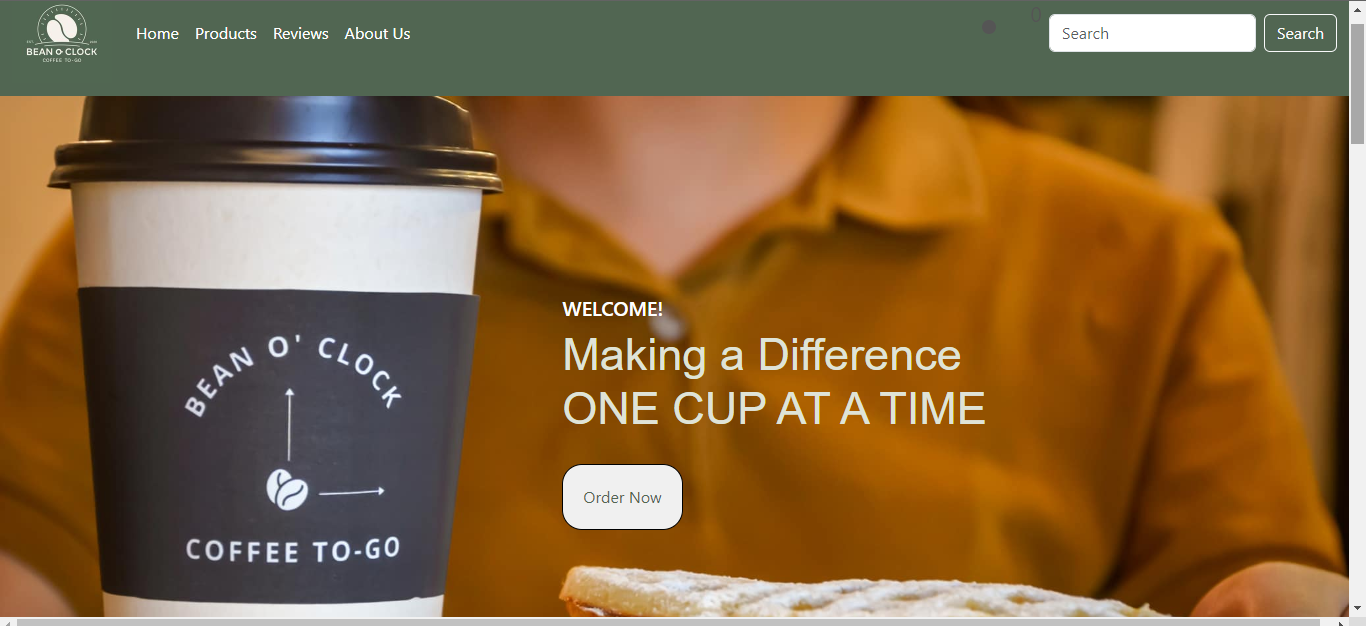 BEAN O CLOCK
COFFEE TO-GO
Home Products Reviews About Us
0
Search
Search
WELCOME!
Making a Difference
ONE CUP AT A TIME
Order Now
BEAN O' CLOCK
COFFEE TO-GO